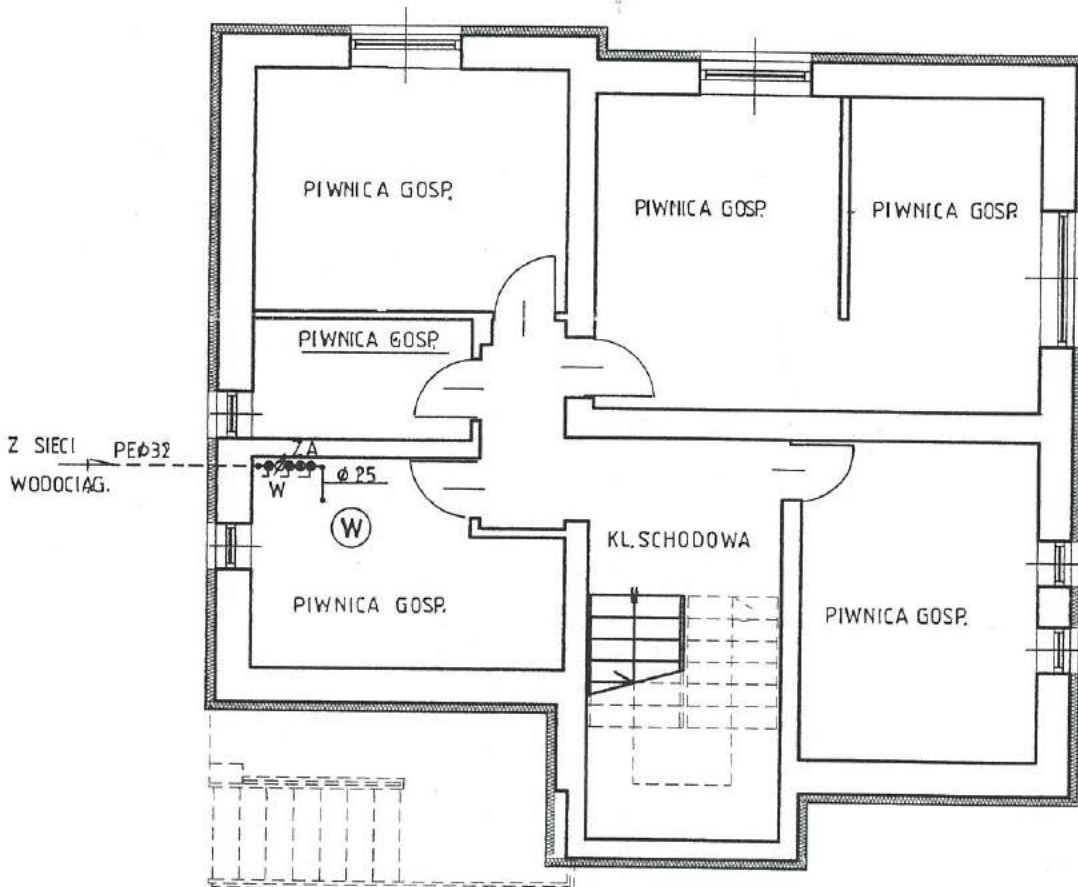 PIWNICA GOSP.
PIWNICA GOSP.
PIWNICA GOSP.
PIWNICA GOSP.
Z SIECI
WODOCIĄG.
PEϕ32
ZA
W
ϕ 25
W
KL. SCHODOWA
PIWNICA GOSP.
PIWNICA GOSP.